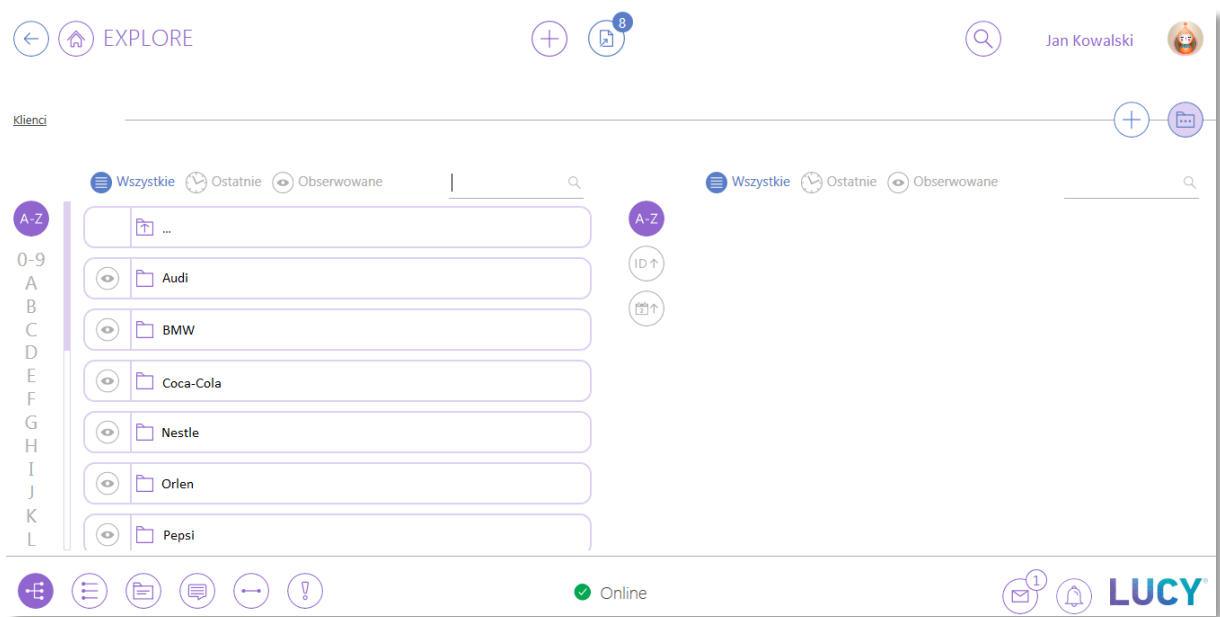 EXPLORE
8
Jan Kowalski
Klienci
Wszystkie Ostatnie Obserwowane
Wszystkie Ostatnie Obserwowane
A-Z
0-9
A
B
C
D
E
F
G
H
I
J
K
L
...
Audi
BMW
Coca-Cola
Nestle
Orlen
Pepsi
A-Z
ID↑
2↑
Online
1
LUCY®